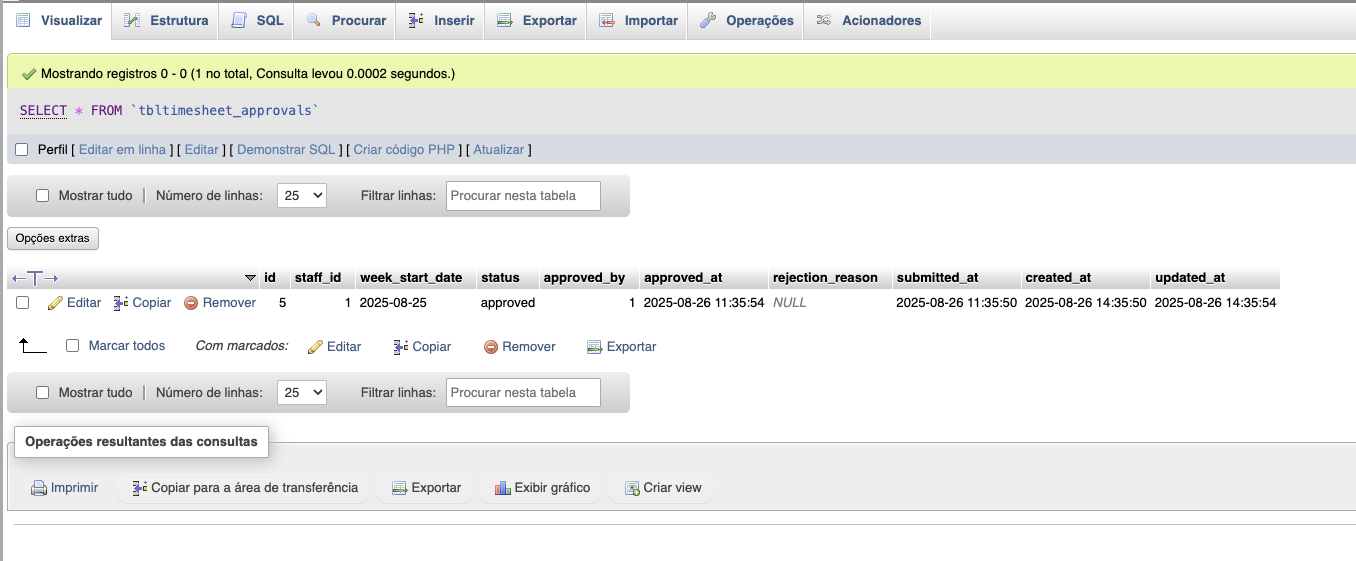 Visualizar Estrutura SQL Procurar Inserir Exportar Importar Operações Acionadores
Mostrando registros 0 - 0 (1 no total, Consulta levou 0.0002 segundos.)
SELECT * FROM `tbltimesheet_approvals`
Perfil [ Editar em linha ] [ Editar ] [ Demonstrar SQL ] [ Criar código PHP ] [ Atualizar ]
Mostrar tudo | Número de linhas: 25 Filtrar linhas: Procurar nesta tabela
Opções extras
id staff_id week_start_date status approved_by approved_at rejection_reason submitted_at created_at updated_at
Editar Copiar Remover 5 1 2025-08-25 approved 1 2025-08-26 11:35:54 NULL 2025-08-26 11:35:50 2025-08-26 14:35:50 2025-08-26 14:35:54
Marcar todos Com marcados: Editar Copiar Remover Exportar
Mostrar tudo | Número de linhas: 25 Filtrar linhas: Procurar nesta tabela
Operações resultantes das consultas
Imprimir Copiar para a área de transferência Exportar Exibir gráfico Criar view